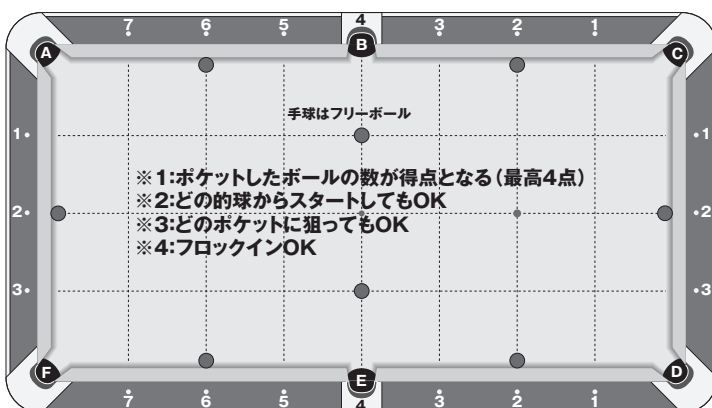 7 6 5 4 3 2 1
A B C
手球はフリーボール
1 1
※1:ポケットしたボールの数が得点となる（最高4点）
※2:どの的球からスタートしてもOK
2 2
※3:どのポケットに狙ってもOK
※4:フロックインOK
3 3
F E D
7 6 5 4 3 2 1